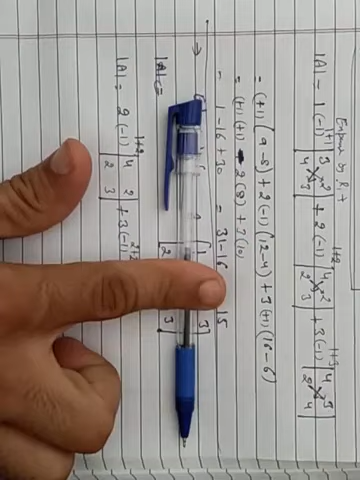 Expand by R1 →
|A| = 1 (-1)¹⁺¹ |3 2 4 3| + 2 (-1)¹⁺² |4 2 2 3| + 3 (-1)¹⁺³ |4 3 2 4|
= (+1) (9-8) + 2(-1) (12-4) + 3 (+1) (16-6)
= (+1) (+1) - 2 (8) + 3 (10)
= 1 - 16 + 30 = 31-16 15
|A| =
|A| = 2 (-1)¹⁺² |4 2 2 3| + 3 (-1)